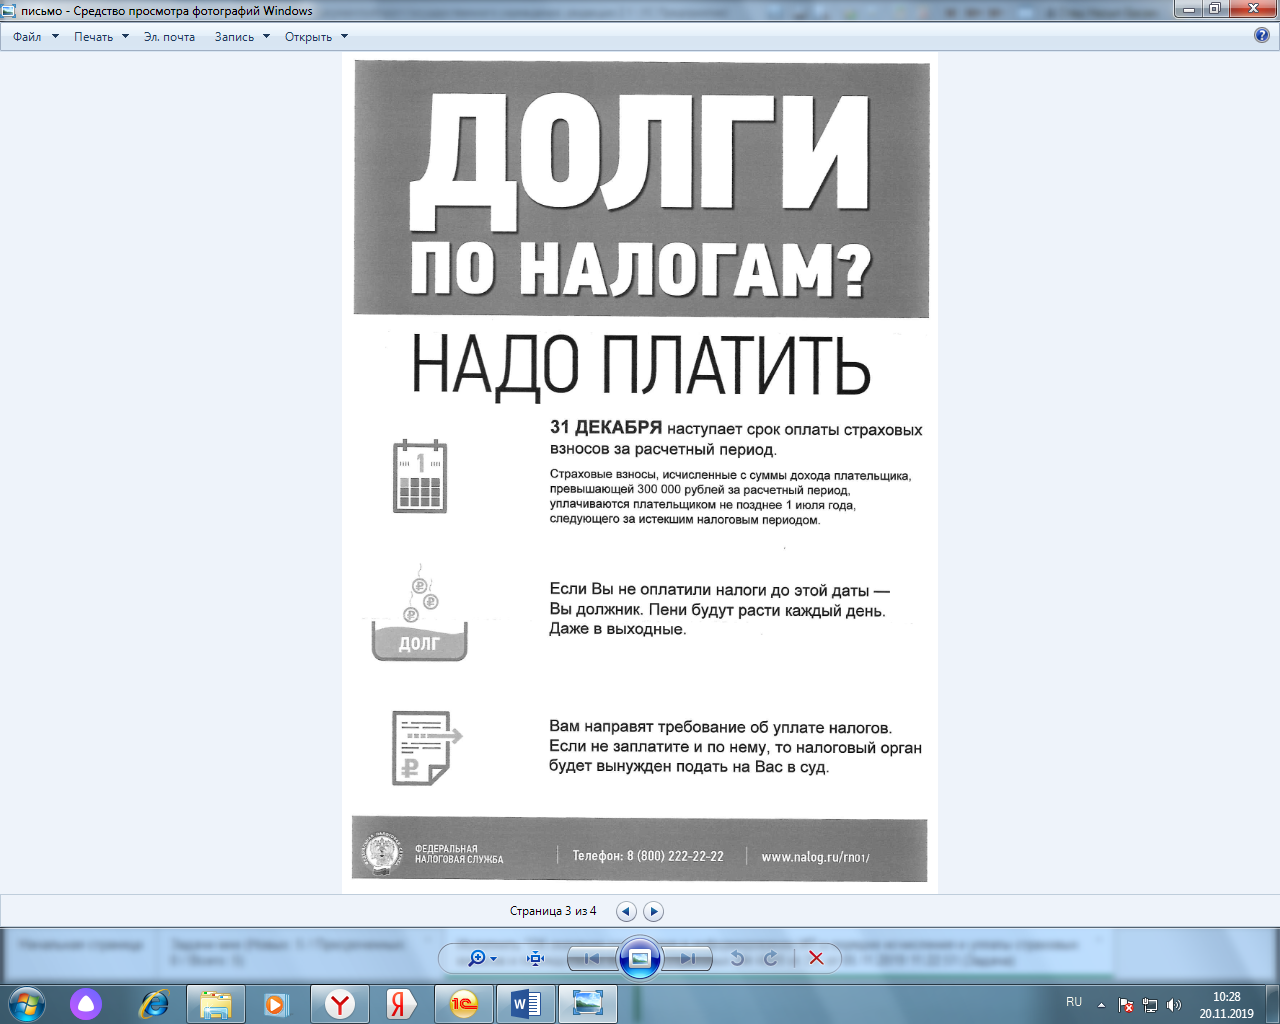 письмо - Средство просмотра фотографий Windows
Файл Печать Эл. почта Запись Открыть
ДОЛГИ
ПО НАЛОГАМ?
НАДО ПЛАТИТЬ
31 ДЕКАБРЯ наступает срок оплаты страховых
взносов за расчетный период.
Страховые взносы, исчисленные с суммы дохода плательщика,
превышающей 300 000 рублей за расчетный период,
уплачиваются плательщиком не позднее 1 июля года,
следующего за истекшим налоговым периодом.
1
Если Вы не оплатили налоги до этой даты —
Вы должник. Пени будут расти каждый день.
Даже в выходные.
ДОЛГ
Вам направят требование об уплате налогов.
Если не заплатите и по нему, то налоговый орган
будет вынужден подать на Вас в суд.
ФЕДЕРАЛЬНАЯ
НАЛОГОВАЯ СЛУЖБА
Телефон: 8 (800) 222-22-22
www.nalog.ru/rn01/
Страница 3 из 4
Начальная страница
RU
10:28
20.11.2019